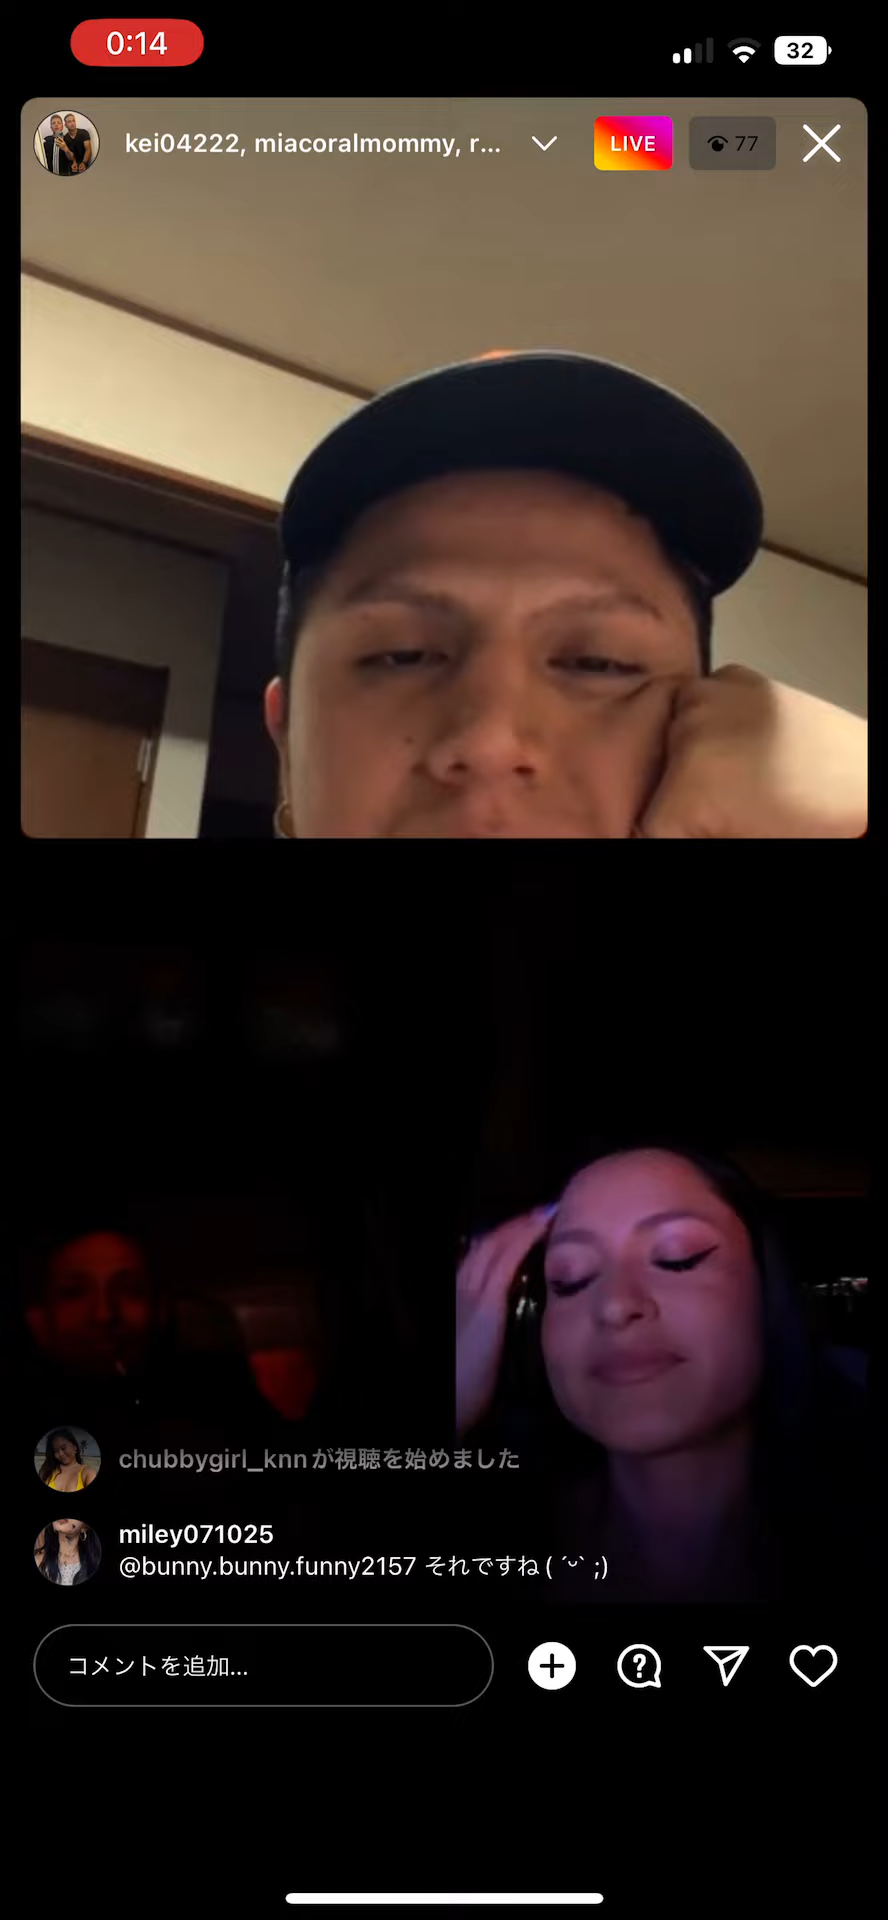 0:14
32
kei04222, miacoralmommy, r...
LIVE
77
chubbygirl_knnが視聴を始めました
miley071025
@bunny.bunny.funny2157 それですね ( ˊᵕˋ ;)
コメントを追加...